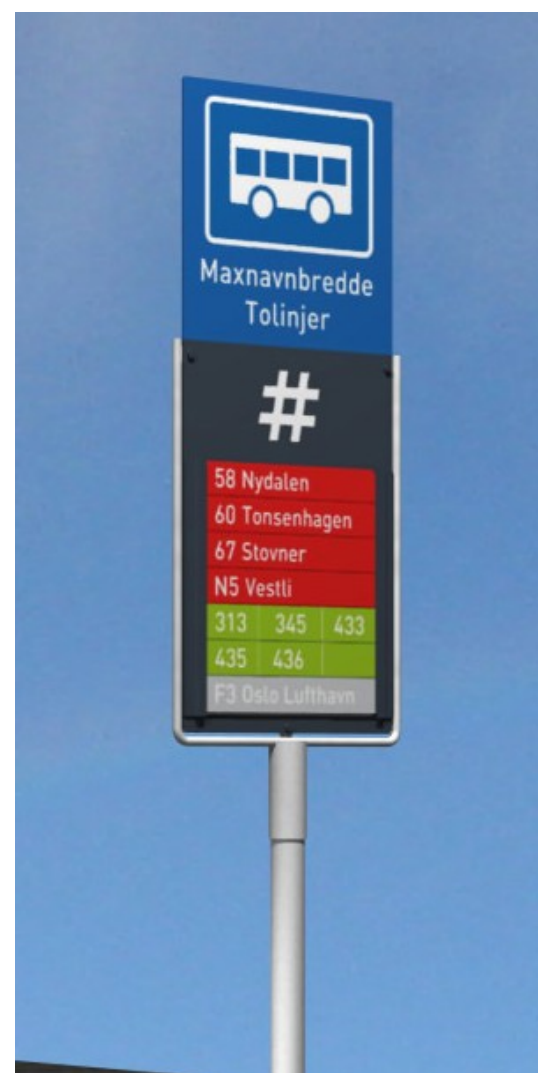 Maxnavnbredde
Tolinjer
#
58 Nydalen
60 Tonsenhagen
67 Stovner
N5 Vestli
313 345 433
435 436
F3 Oslo Lufthavn